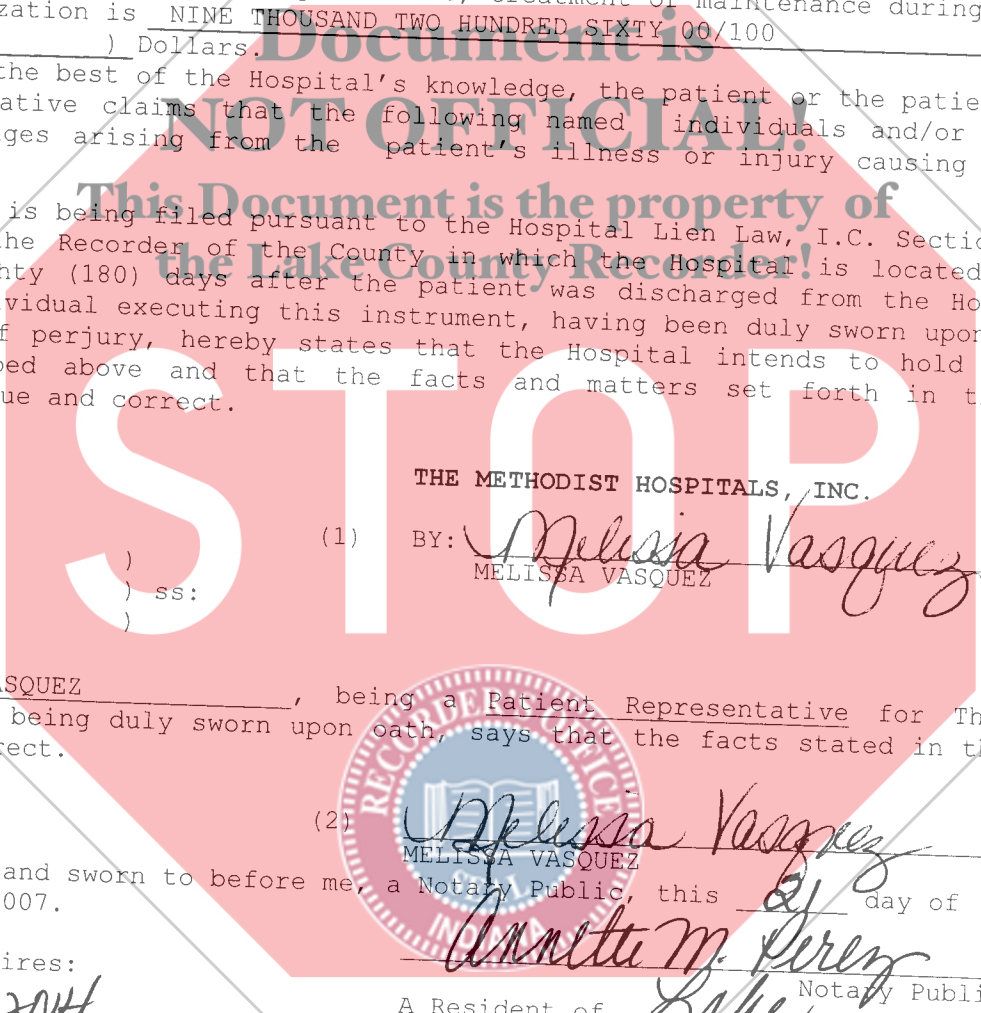 zation is NINE THOUSAND TWO HUNDRED SIXTY 00/100
) Dollars.
Document is
the best of the Hospital's knowledge, the patient or the patie
ative claims that the following named individuals and/or
NOT OFFICIAL!
ges arising from the patient's illness or injury causing
This Document is the property of
is being filed pursuant to the Hospital Lien Law, I.C. Sectio
he Recorder of the County in which the Hospital is located
the Lake County Recorder!
hty (180) days after the patient was discharged from the Ho
vidual executing this instrument, having been duly sworn upon
f perjury, hereby states that the Hospital intends to hold
bed above and that the facts and matters set forth in t
ue and correct.
STOP
THE METHODIST HOSPITALS, INC.
(1) BY: Melissa Vasquez
MELISSA VASQUEZ
)
) ss:
)
ASQUEZ, being a Patient Representative for Th
being duly sworn upon oath, says that the facts stated in th
rect.
RECORDER'S OFFICE
(2) Melissa Vasquez
MELISSA VASQUEZ
SEAL
and sworn to before me, a Notary Public, this 21 day of
007.
INDIANA
Annette M. Perez
ires:
Notary Publi
2014
A Resident of Lake